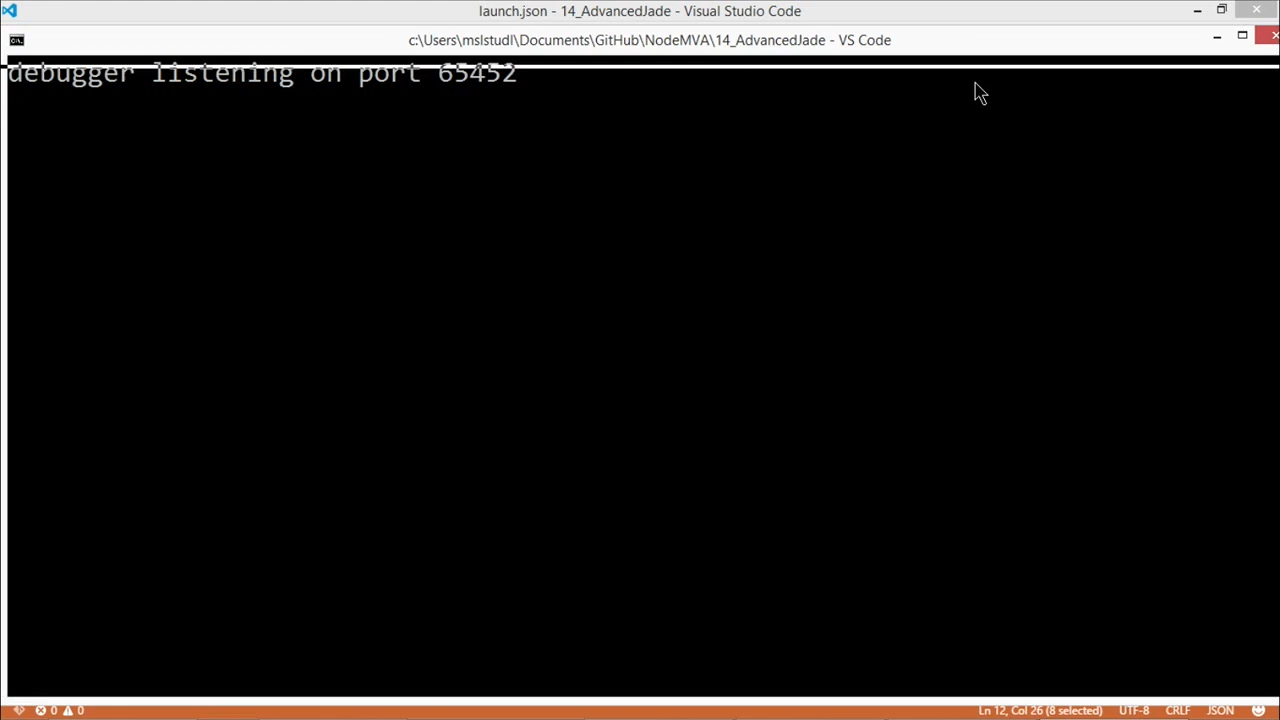 launch.json - 14_AdvancedJade - Visual Studio Code
c:\Users\mslstudl\Documents\GitHub\NodeMVA\14_AdvancedJade - VS Code
debugger listening on port 65452
0 0 Ln 12, Col 26 (8 selected) UTF-8 CRLF JSON